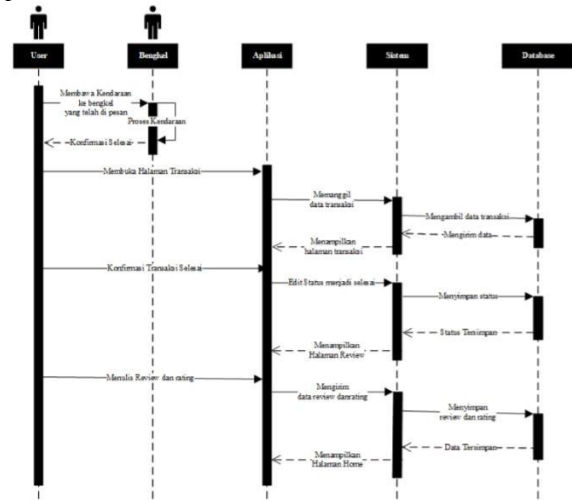 User
Bengkel
Aplikasi
Sistem
Database
Membawa Kendaraan
ke bengkel
yang telah di pesan
Proses Kendaraan
Konfirmasi Selesai
Membuka Halaman Transaksi
Memanggil
data transaksi
Mengambil data transaksi
Mengirim data
Menampilkan
halaman transaksi
Konfirmasi Transaksi Selesai
Edit Status menjadi selesai
Menyimpan status
Status Tersimpan
Menampilkan
Halaman Review
Menulis Review dan rating
Mengirim
data review danrating
Menyimpan
review dan rating
Data Tersimpan
Menampilkan
Halaman Home